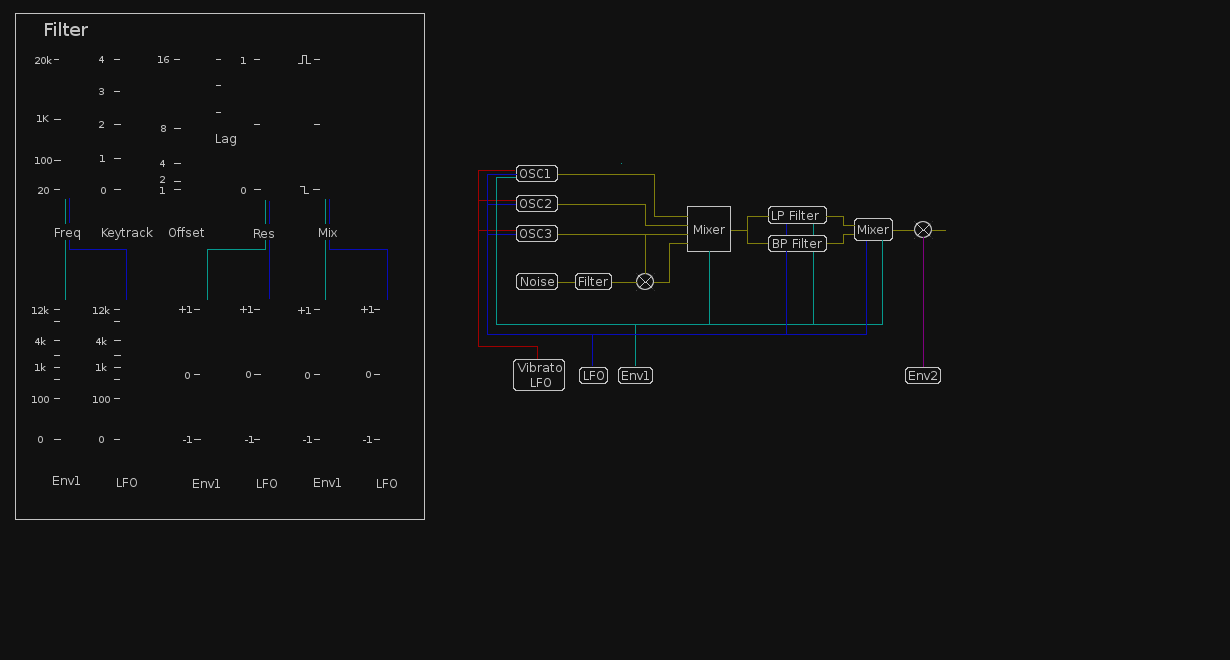 Filter
20k 4 16 1
3
1K 2 8
Lag
100 1 4
2
20 0 1 0
Freq Keytrack Offset Res Mix
12k 12k +1 +1 +1 +1
4k 4k
1k 1k 0 0 0 0
100 100
0 0 -1 -1 -1 -1
Env1 LFO Env1 LFO Env1 LFO
OSC1
OSC2
OSC3
Noise Filter
Mixer
LP Filter
BP Filter
Mixer
Vibrato
LFO
LFO
Env1
Env2